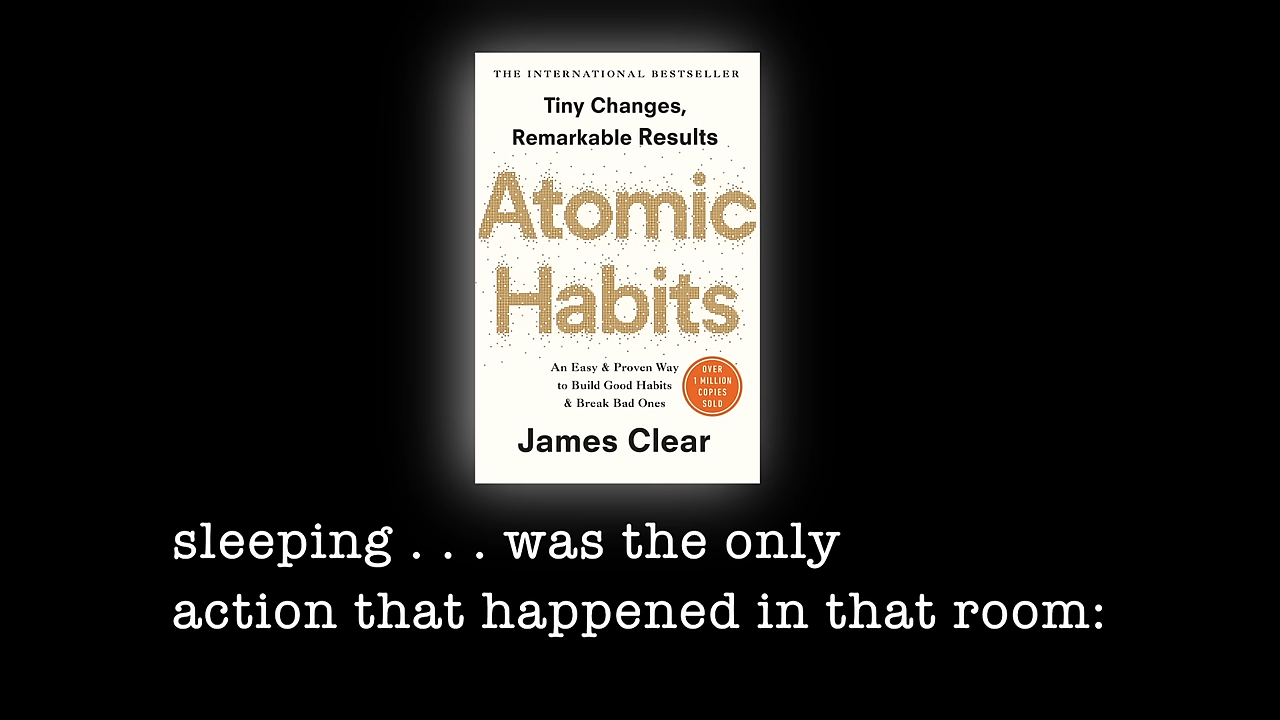 THE INTERNATIONAL BESTSELLER
Tiny Changes,
Remarkable Results
Atomic
Habits
An Easy & Proven Way
to Build Good Habits
& Break Bad Ones
OVER
1 MILLION
COPIES
SOLD
James Clear
sleeping . . . was the only
action that happened in that room: